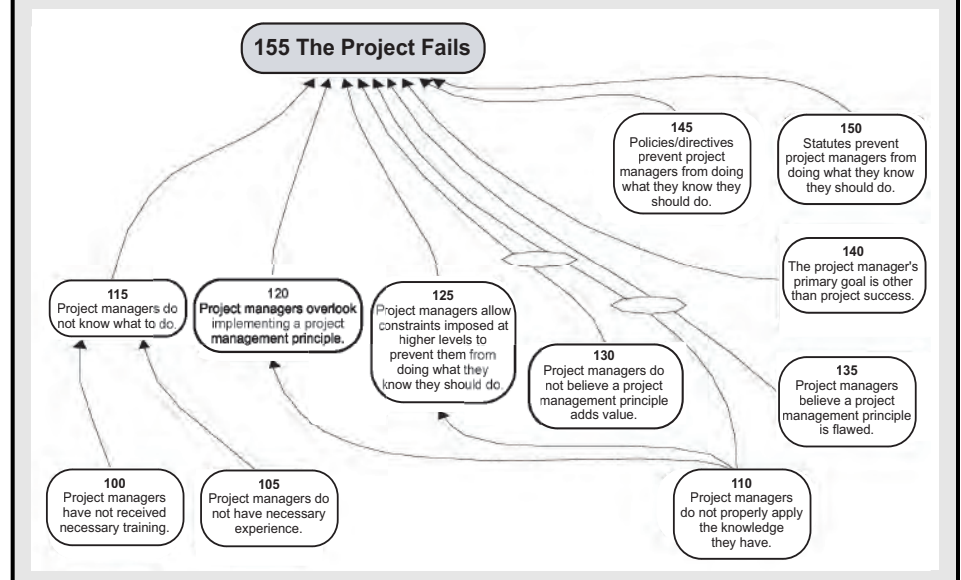 155 The Project Fails
145
Policies/directives
prevent project
managers from doing
what they know they
should do.
150
Statutes prevent
project managers from
doing what they know
they should do.
140
The project manager's
primary goal is other
than project success.
115
Project managers do
not know what to do.
120
Project managers overlook
implementing a project
management principle.
125
Project managers allow
constraints imposed at
higher levels to
prevent them from
doing what they
know they should do.
130
Project managers do
not believe a project
management principle
adds value.
135
Project managers
believe a project
management principle
is flawed.
100
Project managers
have not received
necessary training.
105
Project managers do
not have necessary
experience.
110
Project managers
do not properly apply
the knowledge
they have.